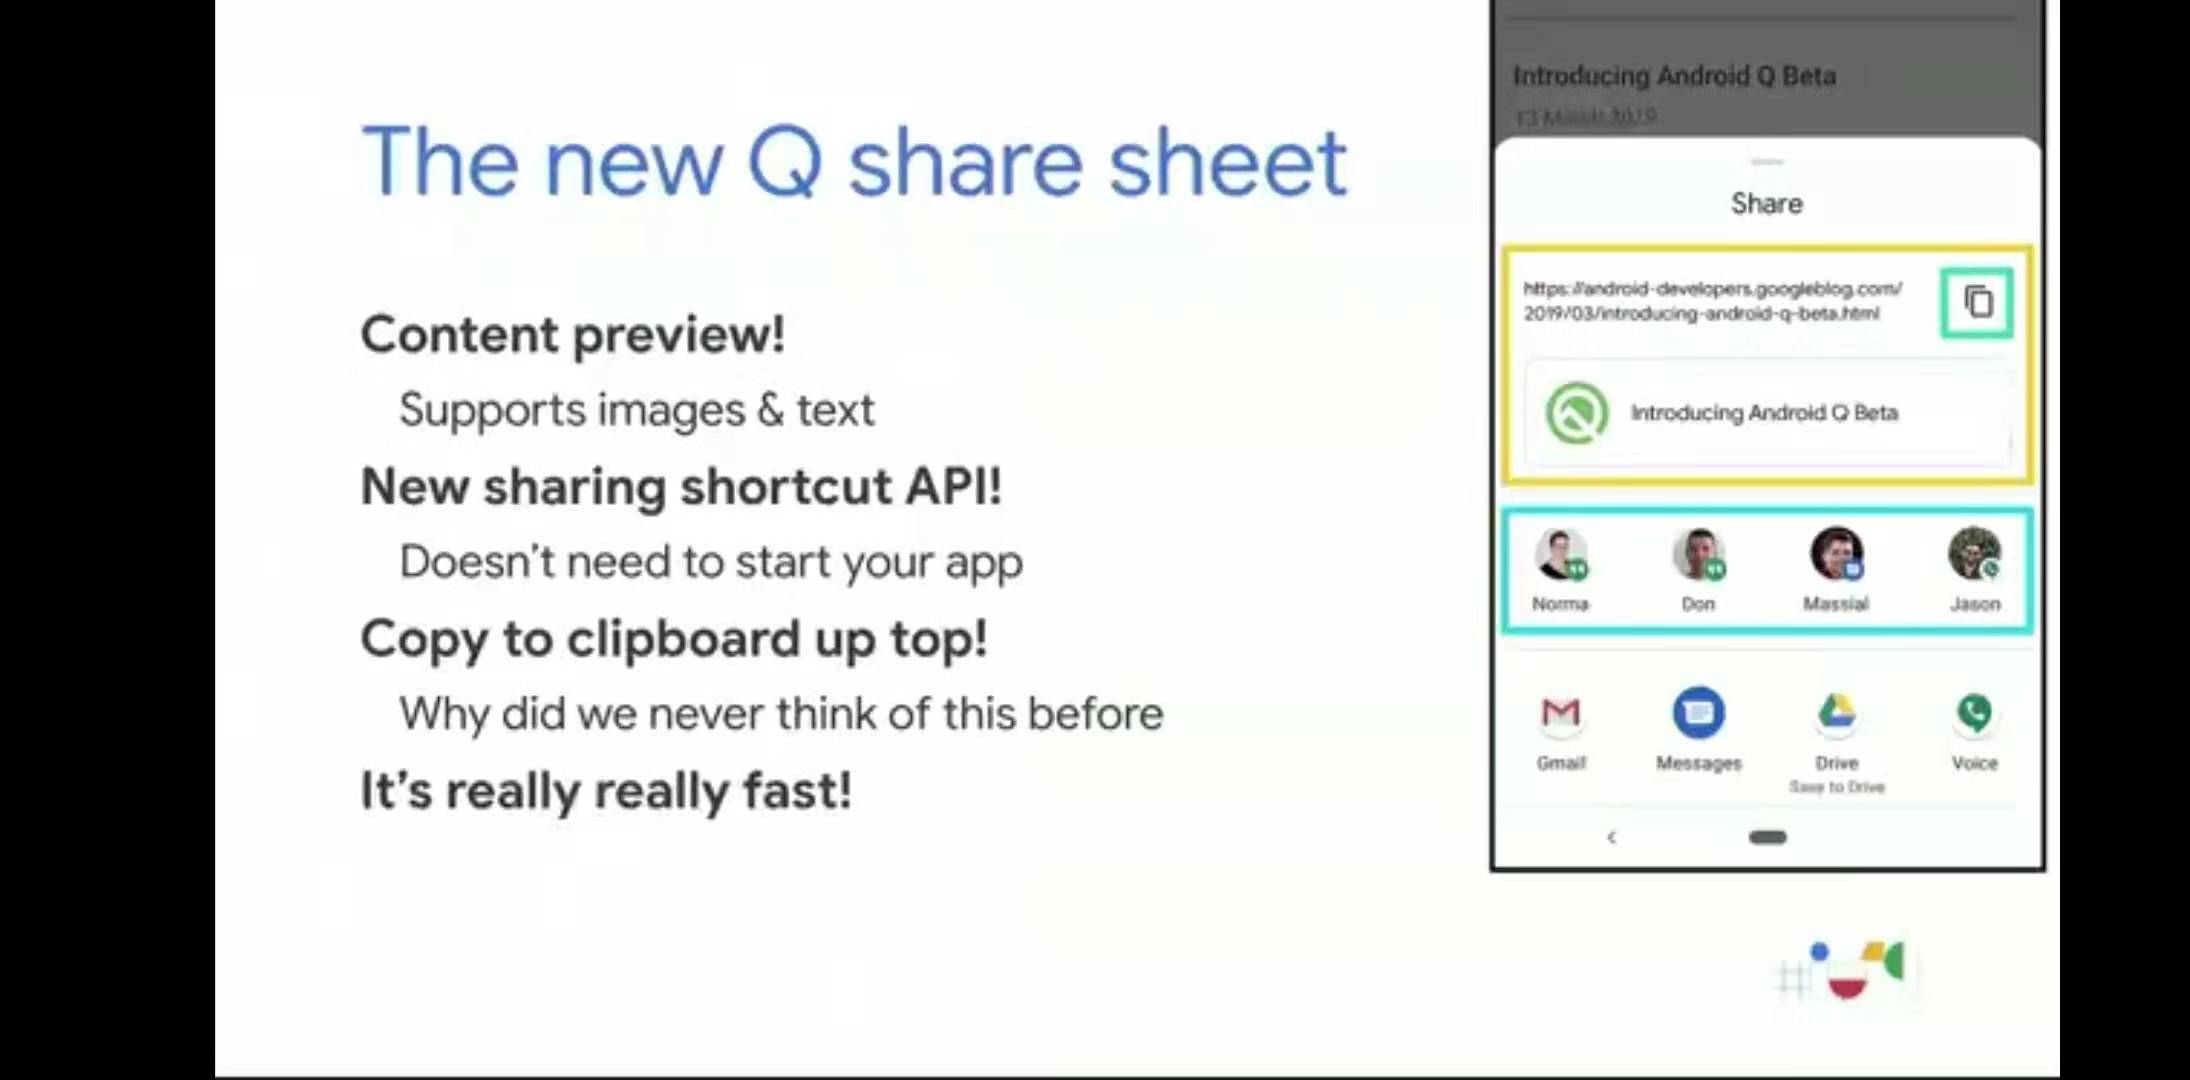 The new Q share sheet
Content preview!
Supports images & text
New sharing shortcut API!
Doesn't need to start your app
Copy to clipboard up top!
Why did we never think of this before
It's really really fast!
Introducing Android Q Beta
13 March 2019
Share
https://android-developers.googleblog.com/
2019/03/introducing-android-q-beta.html
Introducing Android Q Beta
Norma Don Massial Jason
Gmail Messages Drive Voice
Save to Drive